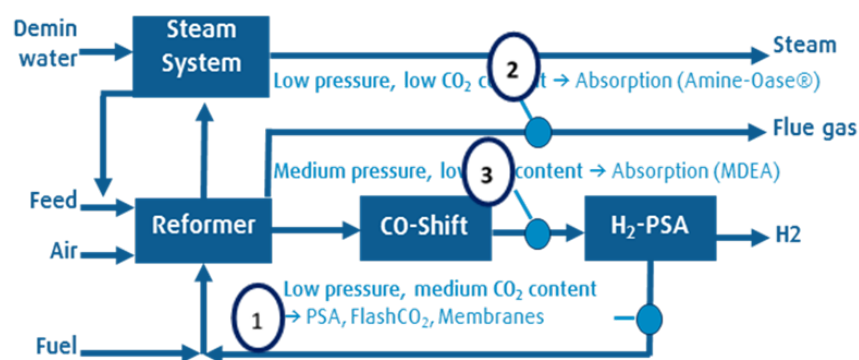 Demin
water
Steam
System
Steam
Low pressure, low CO₂ c t → Absorption (Amine-Oase®)
2
Flue gas
Medium pressure, low content → Absorption (MDEA)
3
Feed
Reformer
CO-Shift
H₂-PSA
H2
Air
Low pressure, medium CO₂ content
→ PSA, FlashCO₂, Membranes
1
Fuel